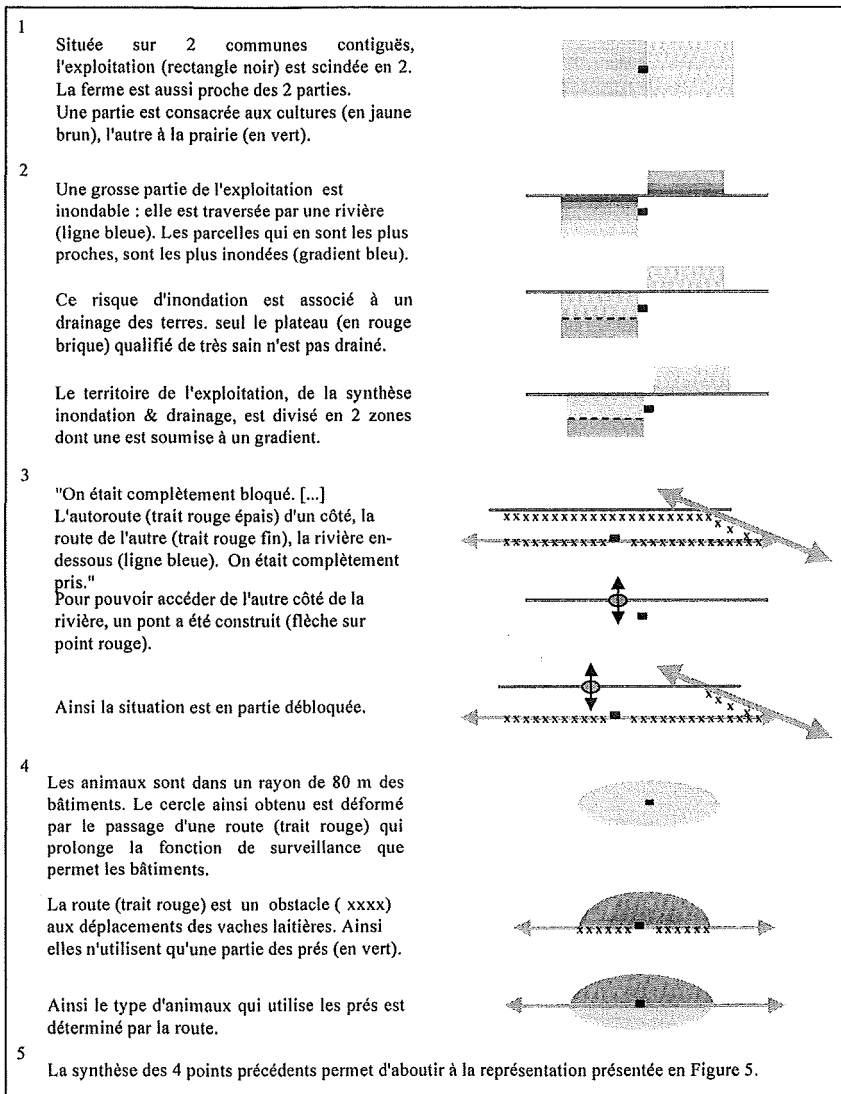 1
Située sur 2 communes contiguës,
l'exploitation (rectangle noir) est scindée en 2.
La ferme est aussi proche des 2 parties.
Une partie est consacrée aux cultures (en jaune
brun), l'autre à la prairie (en vert).
2
Une grosse partie de l'exploitation est
inondable : elle est traversée par une rivière
(ligne bleue). Les parcelles qui en sont les plus
proches, sont les plus inondées (gradient bleu).
Ce risque d'inondation est associé à un
drainage des terres. seul le plateau (en rouge
brique) qualifié de très sain n'est pas drainé.
Le territoire de l'exploitation, de la synthèse
inondation & drainage, est divisé en 2 zones
dont une est soumise à un gradient.
3
"On était complètement bloqué. [...]
L'autoroute (trait rouge épais) d'un côté, la
route de l'autre (trait rouge fin), la rivière en-
dessous (ligne bleue). On était complètement
pris."
Pour pouvoir accéder de l'autre côté de la
rivière, un pont a été construit (flèche sur
point rouge).
Ainsi la situation est en partie débloquée.
4
Les animaux sont dans un rayon de 80 m des
bâtiments. Le cercle ainsi obtenu est déformé
par le passage d'une route (trait rouge) qui
prolonge la fonction de surveillance que
permet les bâtiments.
La route (trait rouge) est un obstacle ( xxxx)
aux déplacements des vaches laitières. Ainsi
elles n'utilisent qu'une partie des prés (en vert).
Ainsi le type d'animaux qui utilise les prés est
déterminé par la route.
5
La synthèse des 4 points précédents permet d'aboutir à la représentation présentée en Figure 5.